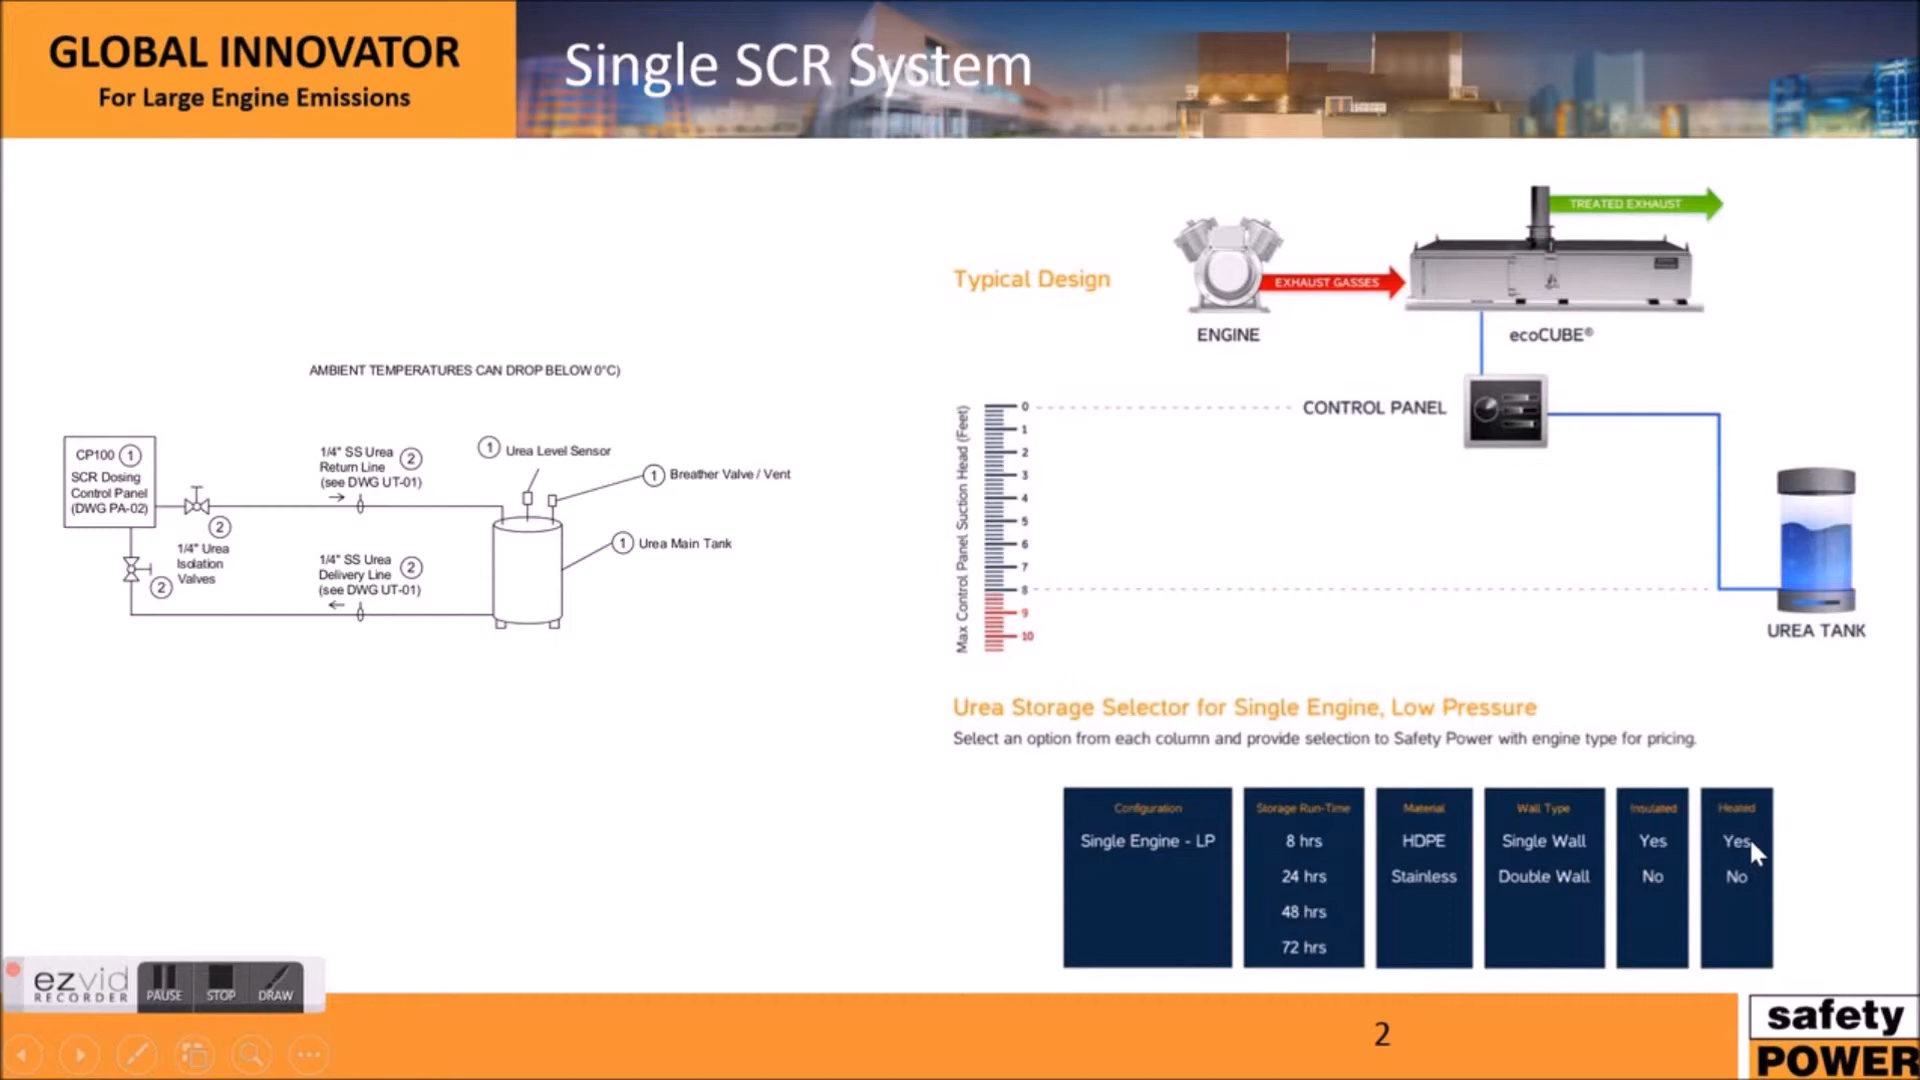 GLOBAL INNOVATOR
For Large Engine Emissions
Single SCR System
AMBIENT TEMPERATURES CAN DROP BELOW 0°C)
CP100 1
SCR Dosing
Control Panel
(DWG PA-02)
2
1/4" Urea
Isolation
Valves
2
1/4" SS Urea
Return Line
(see DWG UT-01)
2
1/4" SS Urea
Delivery Line
(see DWG UT-01)
2
1 Urea Level Sensor
1 Breather Valve / Vent
1 Urea Main Tank
Typical Design
ENGINE
EXHAUST GASSES
TREATED EXHAUST
ecoCUBE®
CONTROL PANEL
UREA TANK
Max Control Panel Suction Head (Feet)
0
1
2
3
4
5
6
7
8
9
10
Urea Storage Selector for Single Engine, Low Pressure
Select an option from each column and provide selection to Safety Power with engine type for pricing.
Configuration
Single Engine - LP
Storage Run-Time
8 hrs
24 hrs
48 hrs
72 hrs
Material
HDPE
Stainless
Wall Type
Single Wall
Double Wall
Insulated
Yes
No
Heated
Yes
No
ezvid
RECORDER
PAUSE
STOP
DRAW
2
safety
POWER